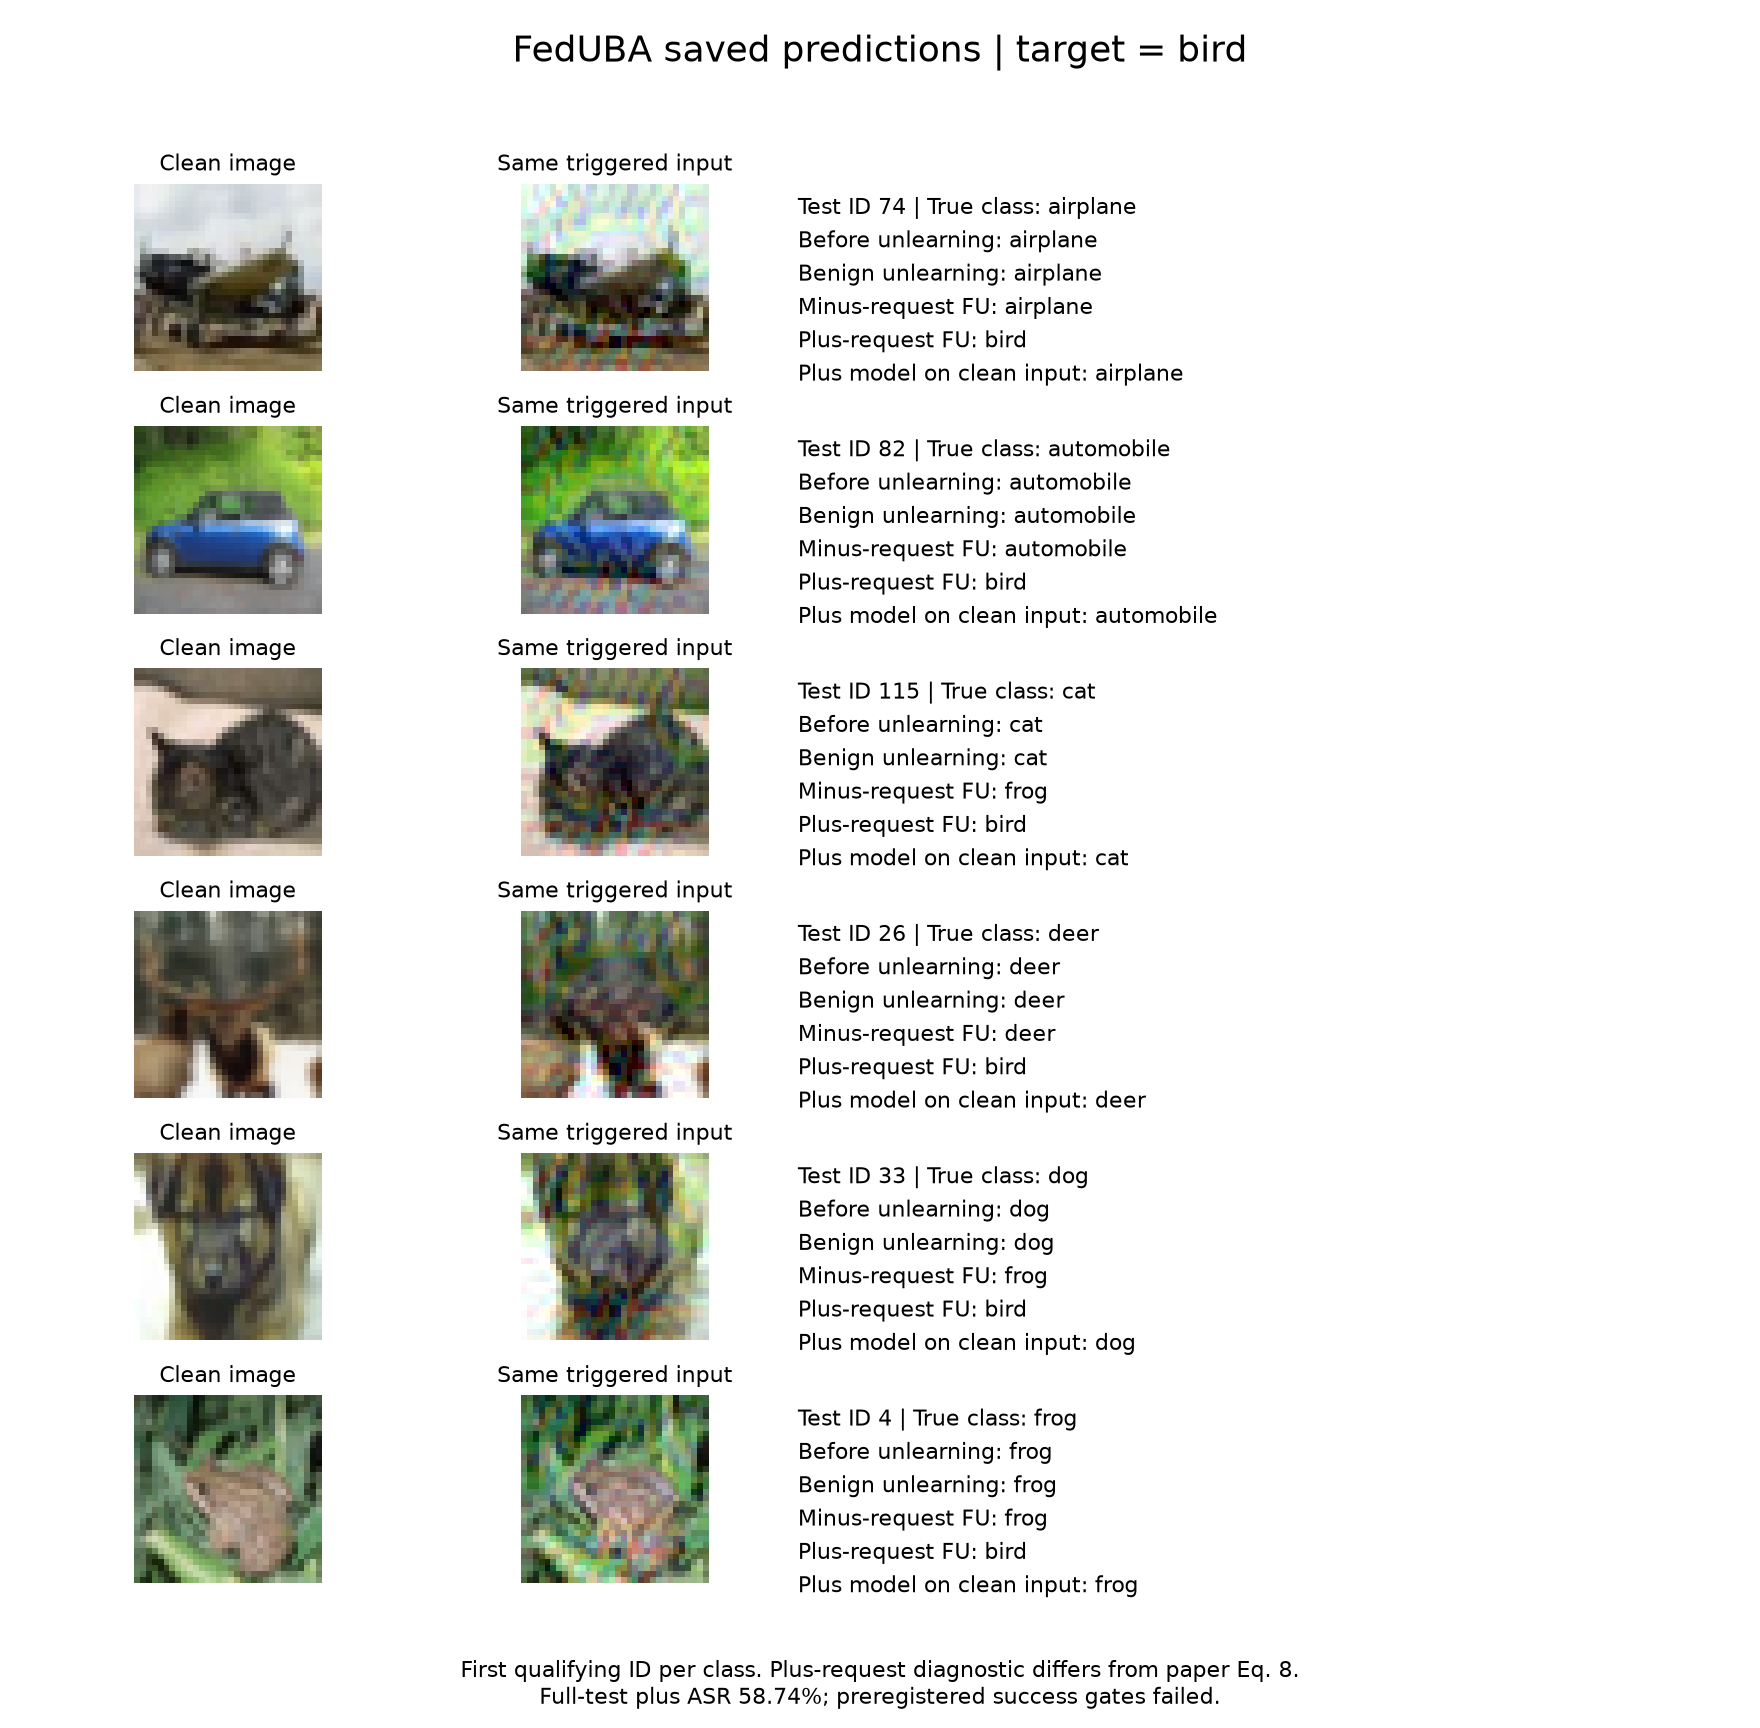 FedUBA saved predictions | target = bird
Clean image
Same triggered input
Test ID 74 | True class: airplane
Before unlearning: airplane
Benign unlearning: airplane
Minus-request FU: airplane
Plus-request FU: bird
Plus model on clean input: airplane
Clean image
Same triggered input
Test ID 82 | True class: automobile
Before unlearning: automobile
Benign unlearning: automobile
Minus-request FU: automobile
Plus-request FU: bird
Plus model on clean input: automobile
Clean image
Same triggered input
Test ID 115 | True class: cat
Before unlearning: cat
Benign unlearning: cat
Minus-request FU: frog
Plus-request FU: bird
Plus model on clean input: cat
Clean image
Same triggered input
Test ID 26 | True class: deer
Before unlearning: deer
Benign unlearning: deer
Minus-request FU: deer
Plus-request FU: bird
Plus model on clean input: deer
Clean image
Same triggered input
Test ID 33 | True class: dog
Before unlearning: dog
Benign unlearning: dog
Minus-request FU: frog
Plus-request FU: bird
Plus model on clean input: dog
Clean image
Same triggered input
Test ID 4 | True class: frog
Before unlearning: frog
Benign unlearning: frog
Minus-request FU: frog
Plus-request FU: bird
Plus model on clean input: frog
First qualifying ID per class. Plus-request diagnostic differs from paper Eq. 8.
Full-test plus ASR 58.74%; preregistered success gates failed.